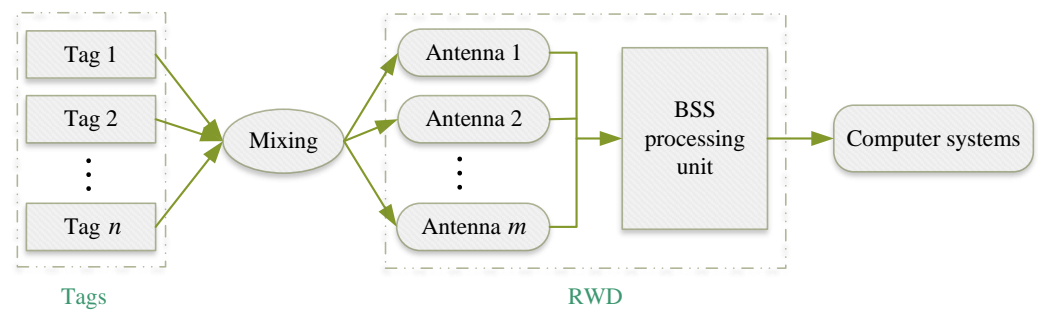 Tag 1
Tag 2
Tag n
Tags
Mixing
Antenna 1
Antenna 2
Antenna m
BSS
processing
unit
RWD
Computer systems